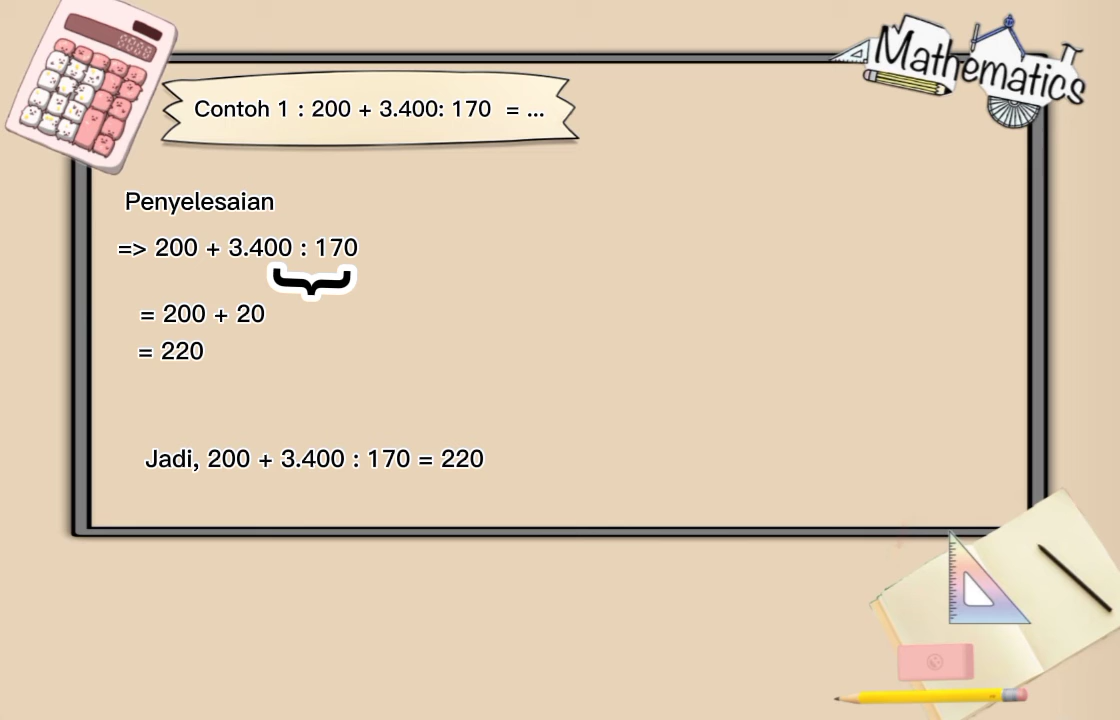 Mathematics
Contoh 1 : 200 + 3.400: 170 = ...
Penyelesaian
=> 200 + 3.400 : 170
= 200 + 20
= 220
Jadi, 200 + 3.400 : 170 = 220